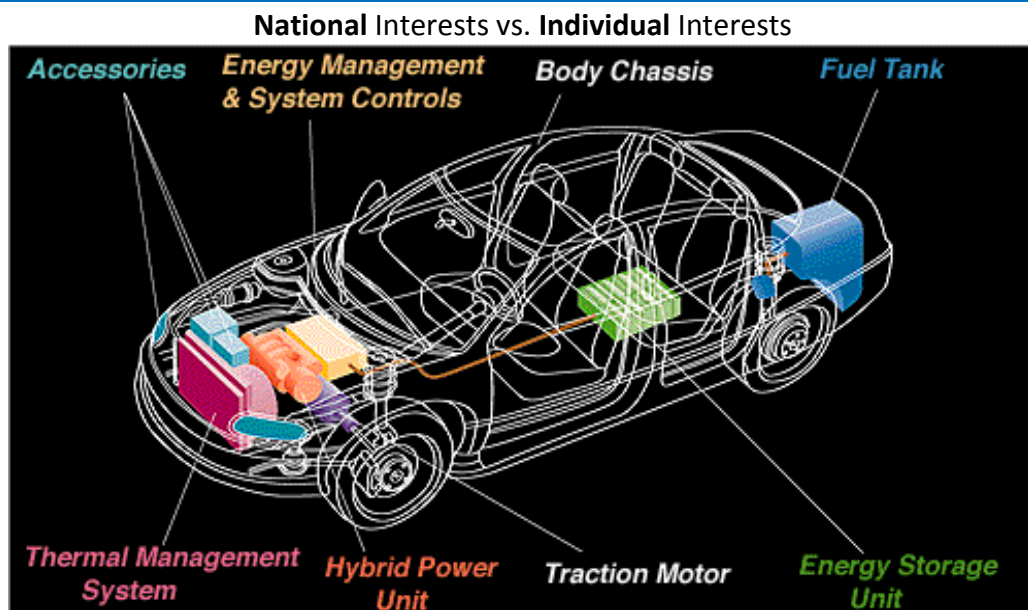 National Interests vs. Individual Interests
Accessories
Energy Management
& System Controls
Body Chassis
Fuel Tank
Thermal Management
System
Hybrid Power
Unit
Traction Motor
Energy Storage
Unit